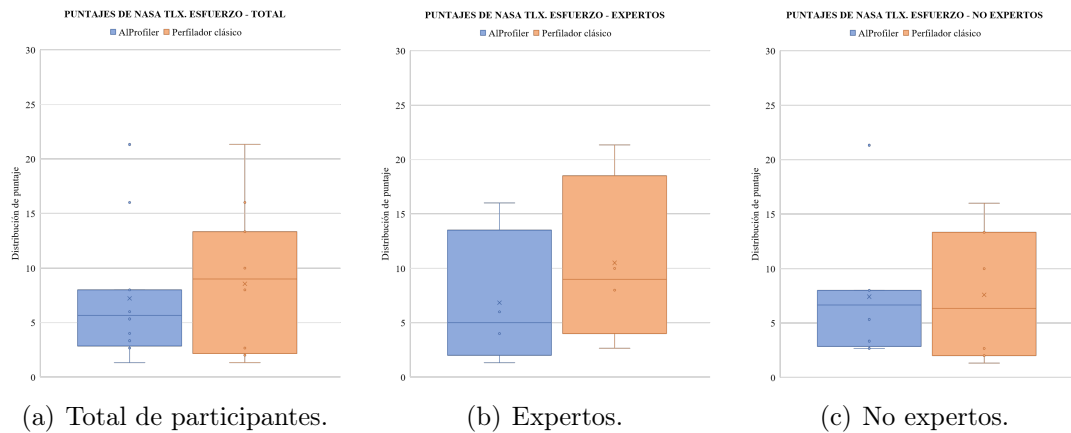 PUNTAJES DE NASA TLX. ESFUERZO - TOTAL
AlProfiler Perfilador clásico
Distribución de puntaje
30
25
20
15
10
5
0
(a) Total de participantes.
PUNTAJES DE NASA TLX. ESFUERZO - EXPERTOS
AlProfiler Perfilador clásico
Distribución de puntaje
30
25
20
15
10
5
0
(b) Expertos.
PUNTAJES DE NASA TLX. ESFUERZO - NO EXPERTOS
AlProfiler Perfilador clásico
Distribución de puntaje
30
25
20
15
10
5
0
(c) No expertos.